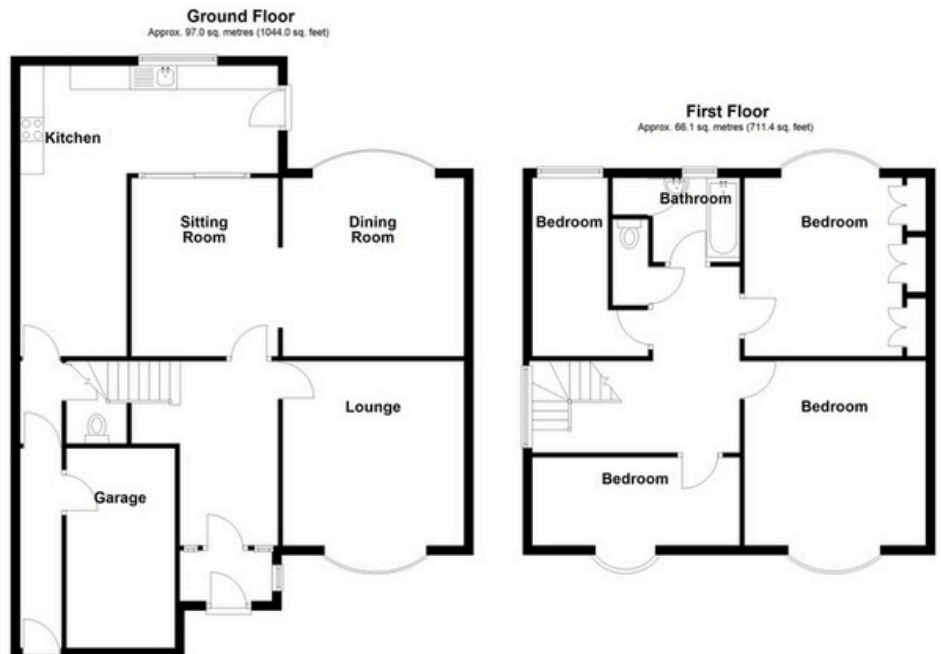 Ground Floor
Approx. 97.0 sq. metres (1044.0 sq. feet)
Kitchen
Sitting
Room
Dining
Room
Lounge
Garage
First Floor
Approx. 66.1 sq. metres (711.4 sq. feet)
Bedroom
Bathroom
Bedroom
Bedroom
Bedroom